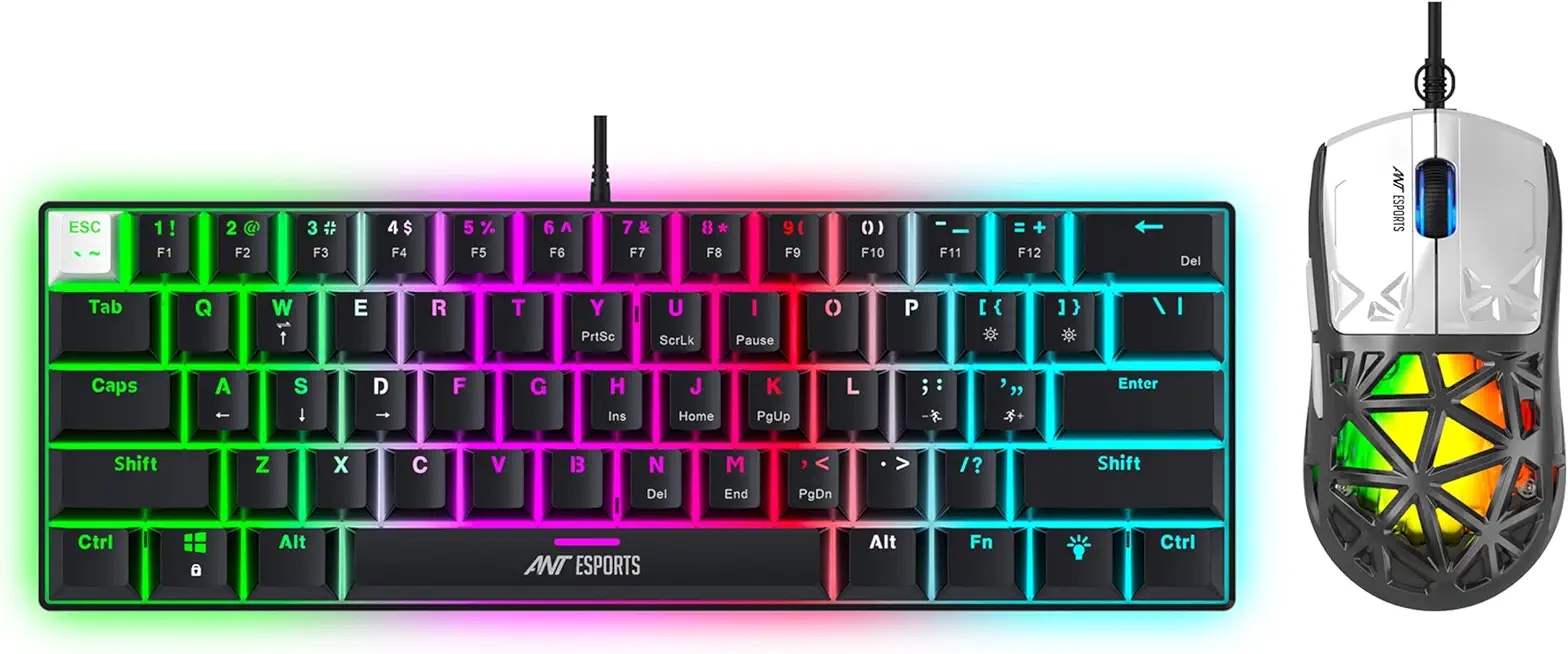 ESC 1! 2@ 3# 4$ 5% 6^ 7& 8* 9( 0) -_ =+ ←
`~ F1 F2 F3 F4 F5 F6 F7 F8 F9 F10 F11 F12 Del
Tab Q W E R T Y U I O P [{ ]} \|
PrtSc ScrLk Pause
Caps A S D F G H J K L ;: '" Enter
Ins Home PgUp
Shift Z X C V B N M ,< .> /? Shift
Del End PgDn
Ctrl Alt ANT ESPORTS Alt Fn Ctrl
ANT ESPORTS